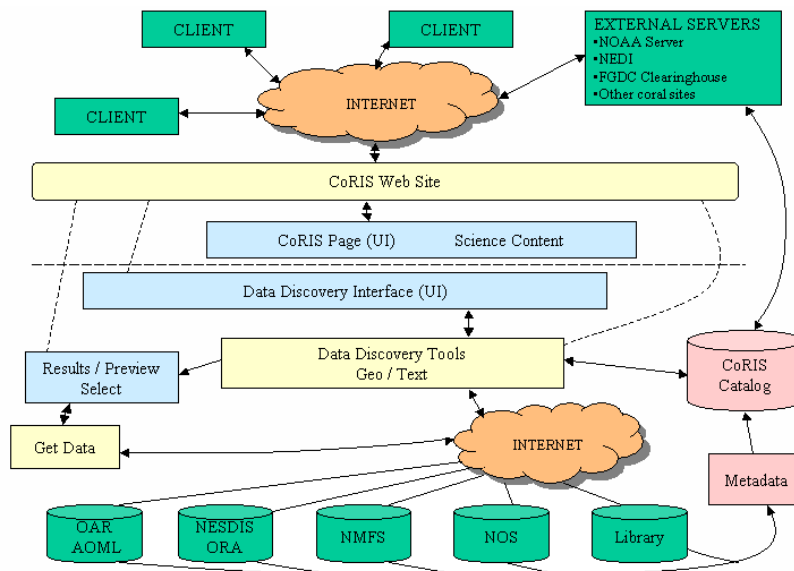 CLIENT
CLIENT
EXTERNAL SERVERS
▪NOAA Server
▪NEDI
▪FGDC Clearinghouse
▪Other coral sites
INTERNET
CLIENT
CoRIS Web Site
CoRIS Page (UI) Science Content
Data Discovery Interface (UI)
Results / Preview
Select
Data Discovery Tools
Geo / Text
CoRIS
Catalog
Get Data
INTERNET
Metadata
OAR
AOML
NESDIS
ORA
NMFS
NOS
Library